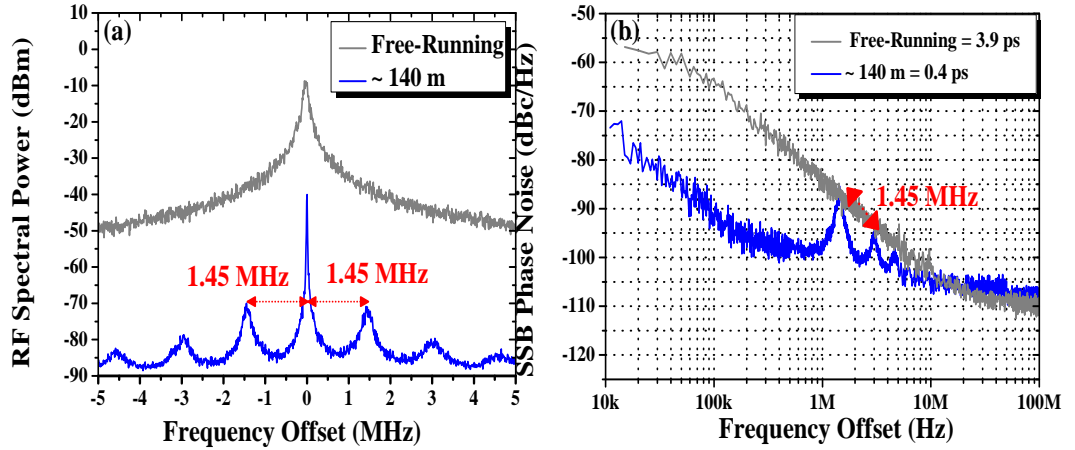 (a)
Free-Running
~ 140 m
RF Spectral Power (dBm)
10
0
-10
-20
-30
-40
-50
-60
-70
-80
-90
1.45 MHz
1.45 MHz
-5 -4 -3 -2 -1 0 1 2 3 4 5
Frequency Offset (MHz)
(b)
Free-Running = 3.9 ps
~ 140 m = 0.4 ps
SSB Phase Noise (dBc/Hz)
-50
-60
-70
-80
-90
-100
-110
-120
1.45 MHz
10k 100k 1M 10M 100M
Frequency Offset (Hz)